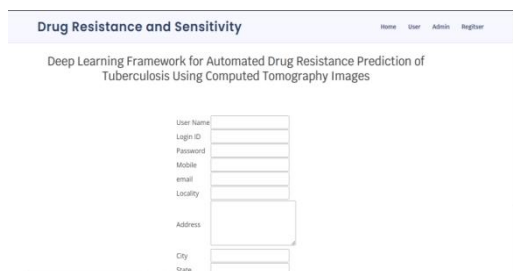 Drug Resistance and Sensitivity
Home User Admin Regitser
Deep Learning Framework for Automated Drug Resistance Prediction of
Tuberculosis Using Computed Tomography Images
User Name
Login ID
Password
Mobile
email
Locality
Address
City
State